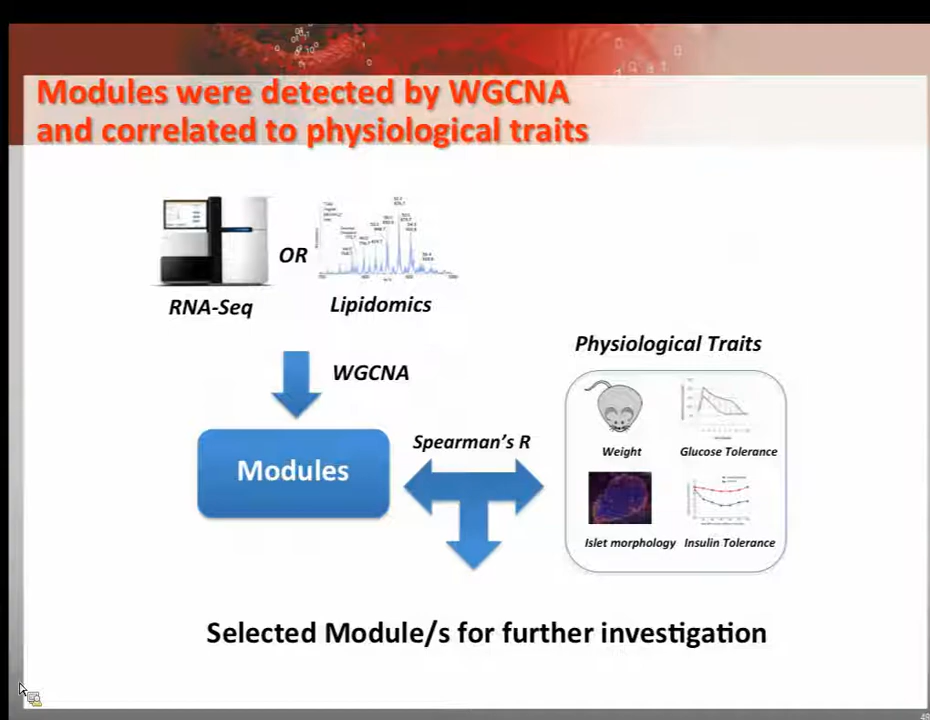 Modules were detected by WGCNA
and correlated to physiological traits
OR
RNA-Seq
Lipidomics
WGCNA
Physiological Traits
Weight
Glucose Tolerance
Spearman's R
Modules
Islet morphology
Insulin Tolerance
Selected Module/s for further investigation